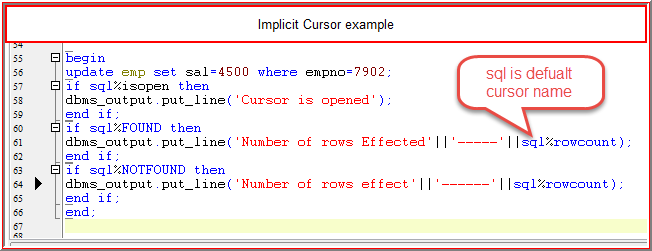 Implicit Cursor example
54
55 begin
56 update emp set sal=4500 where empno=7902;
57 if sql%isopen then
58 dbms_output.put_line('Cursor is opened');
59 end if;
60 if sql%FOUND then
61 dbms_output.put_line('Number of rows Effected'||'-----'||sql%rowcount);
62 end if;
63 if sql%NOTFOUND then
64 dbms_output.put_line('Number of rows effect'||'------'||sql%rowcount);
65 end if;
66 end;
67
68
sql is defualt
cursor name